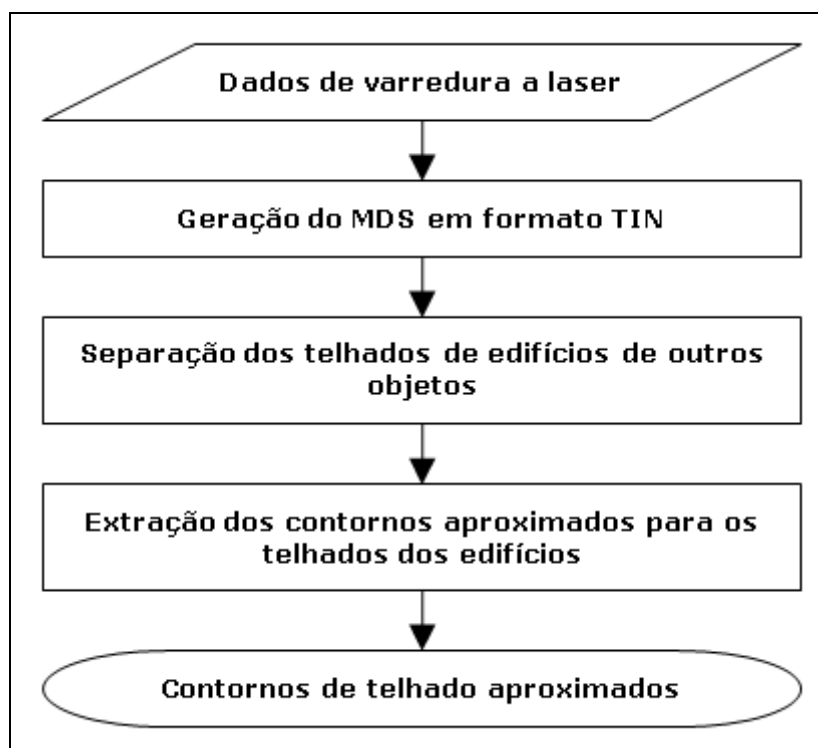 Dados de varredura a laser
Geração do MDS em formato TIN
Separação dos telhados de edifícios de outros
objetos
Extração dos contornos aproximados para os
telhados dos edifícios
Contornos de telhado aproximados